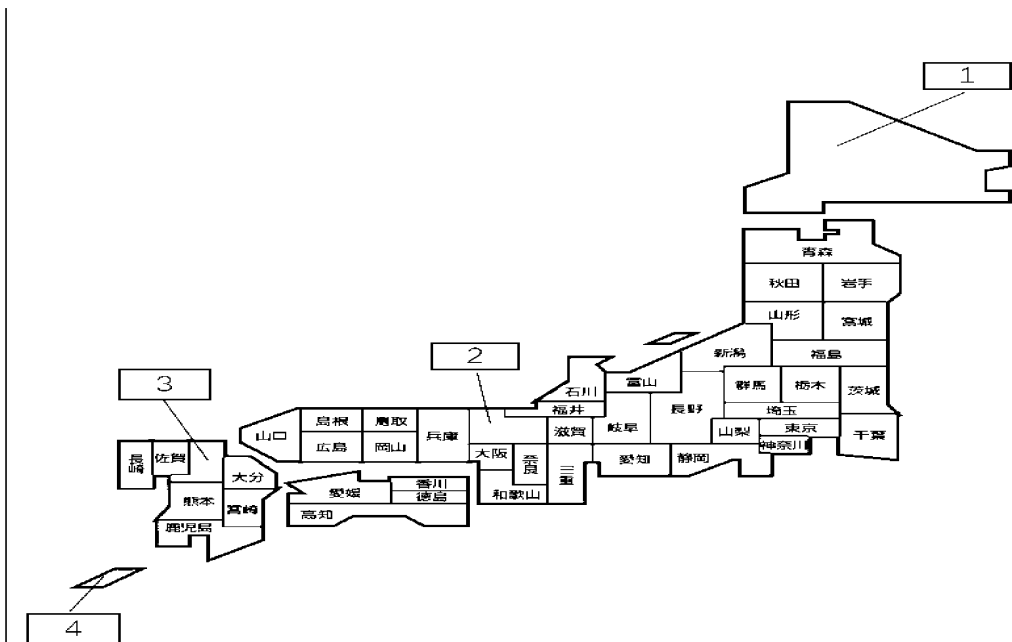 1
青森
秋田
岩手
山形
宮城
新潟
福島
2
石川
富山
群馬
栃木
茨城
3
福井
長野
埼玉
島根
鳥取
兵庫
滋賀
岐阜
山梨
東京
千葉
山口
広島
岡山
神奈川
長崎
佐賀
大阪
奈良
三重
愛知
静岡
大分
熊本
宮崎
愛媛
香川
徳島
和歌山
高知
鹿児島
4